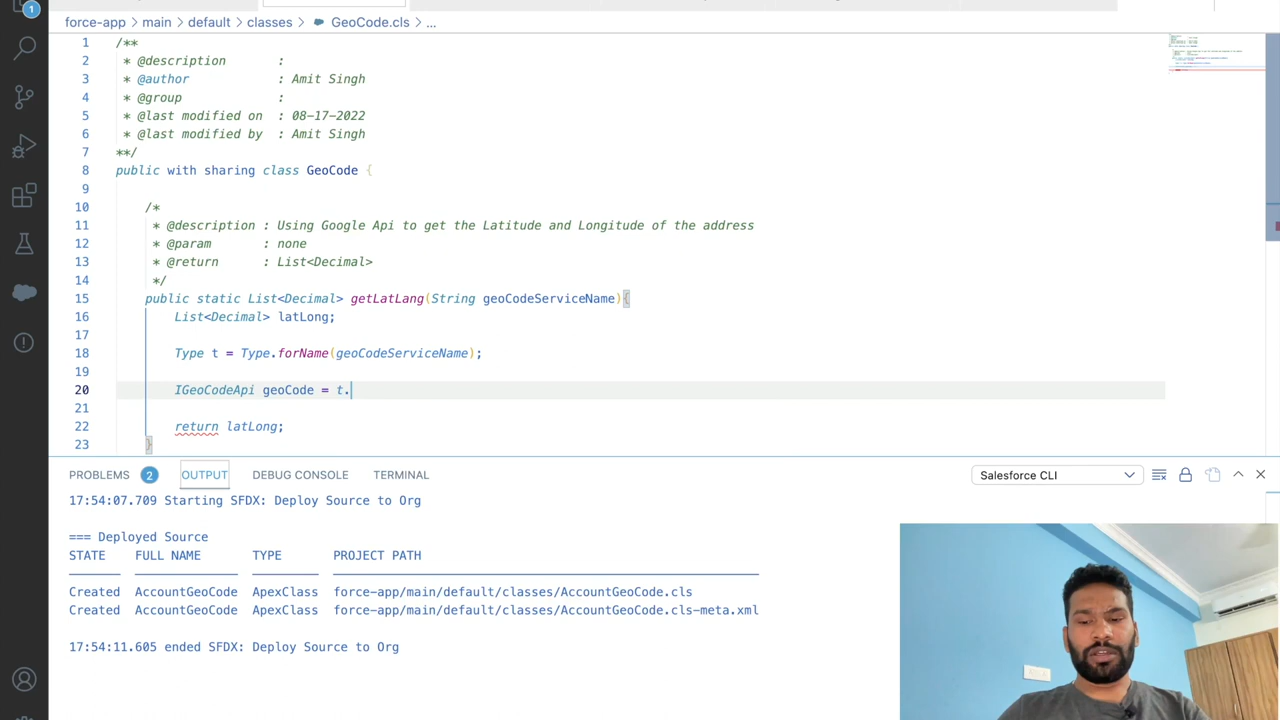 1
force-app > main > default > classes > GeoCode.cls > ...
1 /**
2 * @description :
3 * @author : Amit Singh
4 * @group :
5 * @last modified on : 08-17-2022
6 * @last modified by : Amit Singh
7 **/
8 public with sharing class GeoCode {
9
10 /*
11 * @description : Using Google Api to get the Latitude and Longitude of the address
12 * @param : none
13 * @return : List<Decimal>
14 */
15 public static List<Decimal> getLatLang(String geoCodeServiceName){
16 List<Decimal> latLong;
17
18 Type t = Type.forName(geoCodeServiceName);
19
20 IGeoCodeApi geoCode = t.
21
22 return latLong;
23 }
PROBLEMS 2 OUTPUT DEBUG CONSOLE TERMINAL Salesforce CLI
17:54:07.709 Starting SFDX: Deploy Source to Org
=== Deployed Source
STATE FULL NAME TYPE PROJECT PATH
Created AccountGeoCode ApexClass force-app/main/default/classes/AccountGeoCode.cls
Created AccountGeoCode ApexClass force-app/main/default/classes/AccountGeoCode.cls-meta.xml
17:54:11.605 ended SFDX: Deploy Source to Org